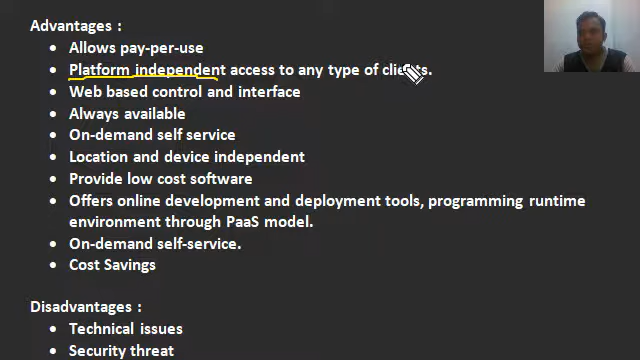 Advantages :
• Allows pay-per-use
• Platform independent access to any type of clients.
• Web based control and interface
• Always available
• On-demand self service
• Location and device independent
• Provide low cost software
• Offers online development and deployment tools, programming runtime
environment through PaaS model.
• On-demand self-service.
• Cost Savings
Disadvantages :
• Technical issues
• Security threat